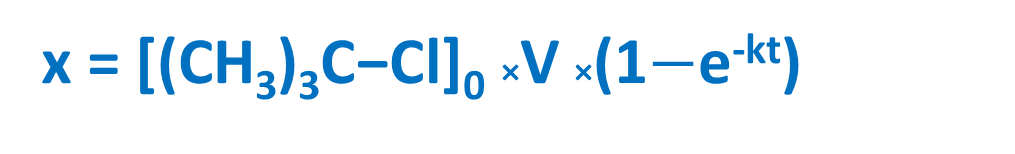 x = [(CH₃)₃C–Cl]₀ ×V ×(1—e⁻ᵏᵗ)